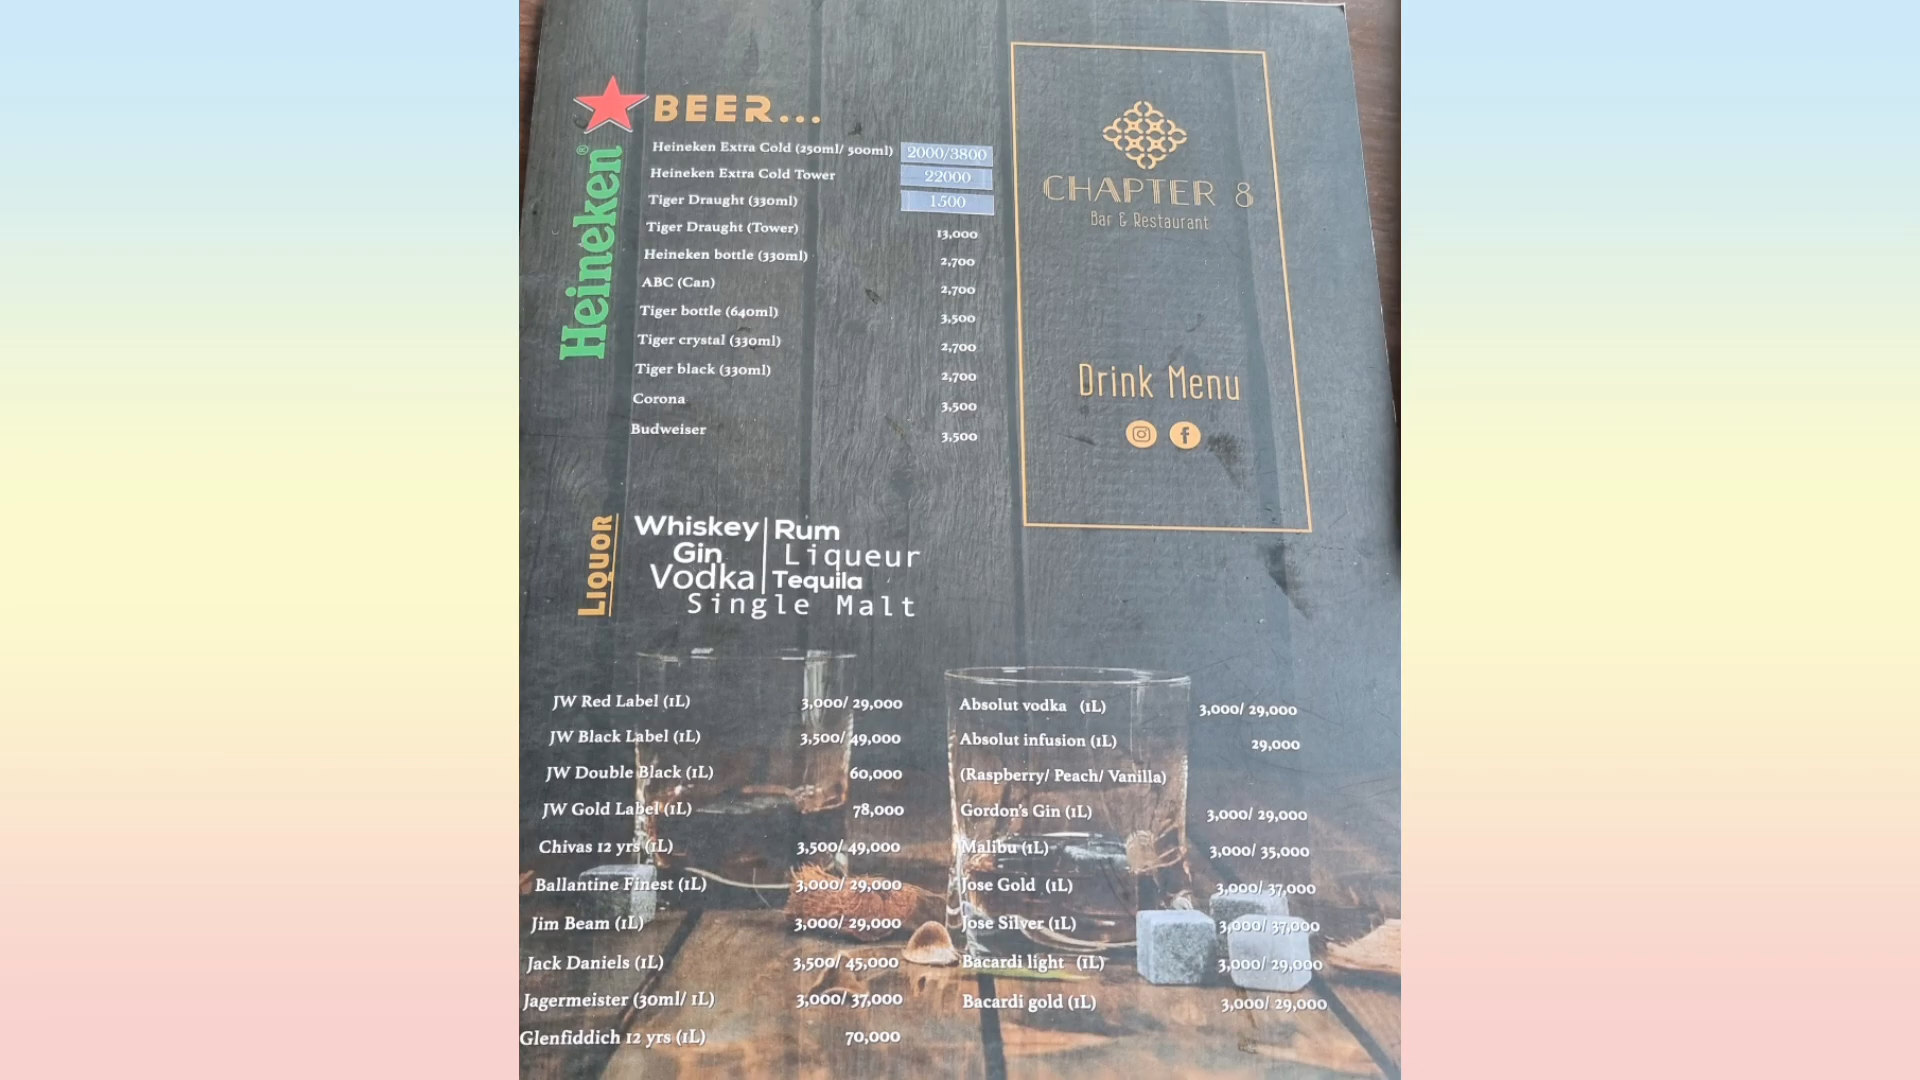 Heineken®
BEER...
Heineken Extra Cold (250ml/ 500ml) 2000/3800
Heineken Extra Cold Tower 22000
Tiger Draught (330ml) 1500
Tiger Draught (Tower) 13,000
Heineken bottle (330ml) 2,700
ABC (Can) 2,700
Tiger bottle (640ml) 3,500
Tiger crystal (330ml) 2,700
Tiger black (330ml) 2,700
Corona 3,500
Budweiser 3,500
CHAPTER 8
Bar & Restaurant
Drink Menu
LIQUOR
Whiskey | Rum
Gin | Liqueur
Vodka | Tequila
Single Malt
JW Red Label (1L) 3,000/ 29,000
JW Black Label (1L) 3,500/ 49,000
JW Double Black (1L) 60,000
JW Gold Label (1L) 78,000
Chivas 12 yrs (1L) 3,500/ 49,000
Ballantine Finest (1L) 3,000/ 29,000
Jim Beam (1L) 3,000/ 29,000
Jack Daniels (1L) 3,500/ 45,000
Jagermeister (30ml/ 1L) 3,000/ 37,000
Glenfiddich 12 yrs (1L) 70,000
Absolut vodka (1L) 3,000/ 29,000
Absolut infusion (1L) 29,000
(Raspberry/ Peach/ Vanilla)
Gordon's Gin (1L) 3,000/ 29,000
Malibu (1L) 3,000/ 35,000
Jose Gold (1L) 3,000/ 37,000
Jose Silver (1L) 3,000/ 37,000
Bacardi light (1L) 3,000/ 29,000
Bacardi gold (1L) 3,000/ 29,000